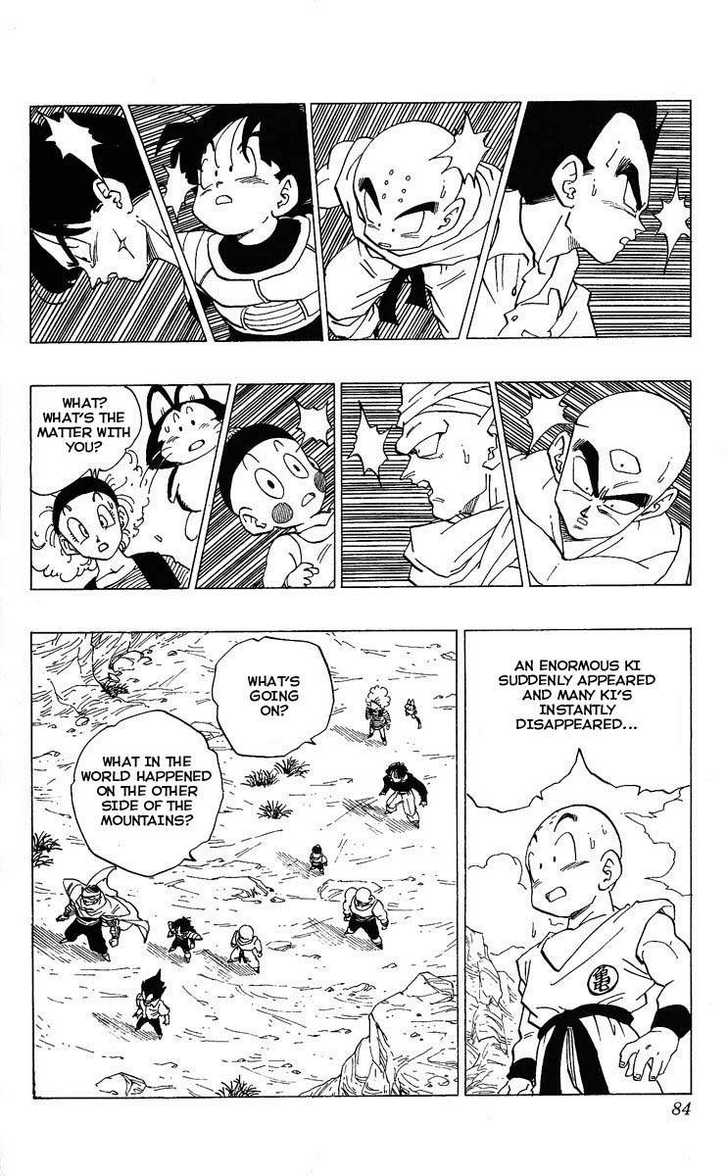 WHAT?
WHAT'S THE
MATTER WITH
YOU?
AN ENORMOUS KI
SUDDENLY APPEARED
AND MANY KI'S
INSTANTLY
DISAPPEARED...
亀
WHAT'S
GOING
ON?
WHAT IN THE
WORLD HAPPENED
ON THE OTHER
SIDE OF THE
MOUNTAINS?
84